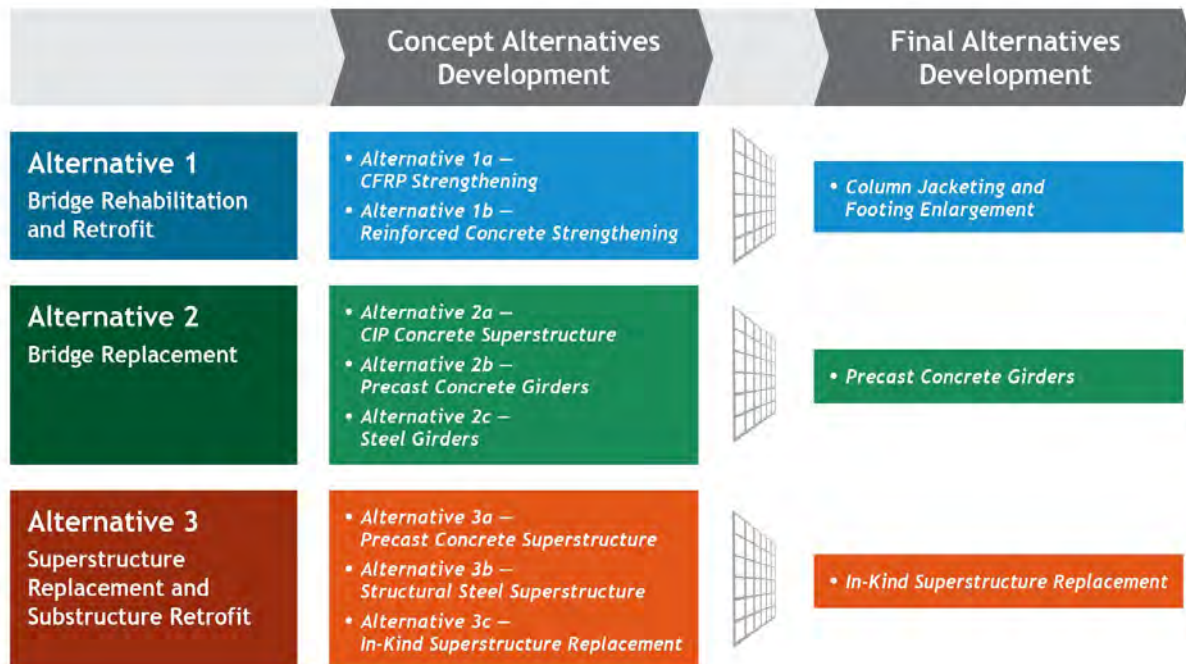 Concept Alternatives
Development
Final Alternatives
Development
Alternative 1
Bridge Rehabilitation
and Retrofit
• Alternative 1a —
CFRP Strengthening
• Alternative 1b —
Reinforced Concrete Strengthening
• Column Jacketing and
Footing Enlargement
Alternative 2
Bridge Replacement
• Alternative 2a —
CIP Concrete Superstructure
• Alternative 2b —
Precast Concrete Girders
• Alternative 2c —
Steel Girders
• Precast Concrete Girders
Alternative 3
Superstructure
Replacement and
Substructure Retrofit
• Alternative 3a —
Precast Concrete Superstructure
• Alternative 3b —
Structural Steel Superstructure
• Alternative 3c —
In-Kind Superstructure Replacement
• In-Kind Superstructure Replacement